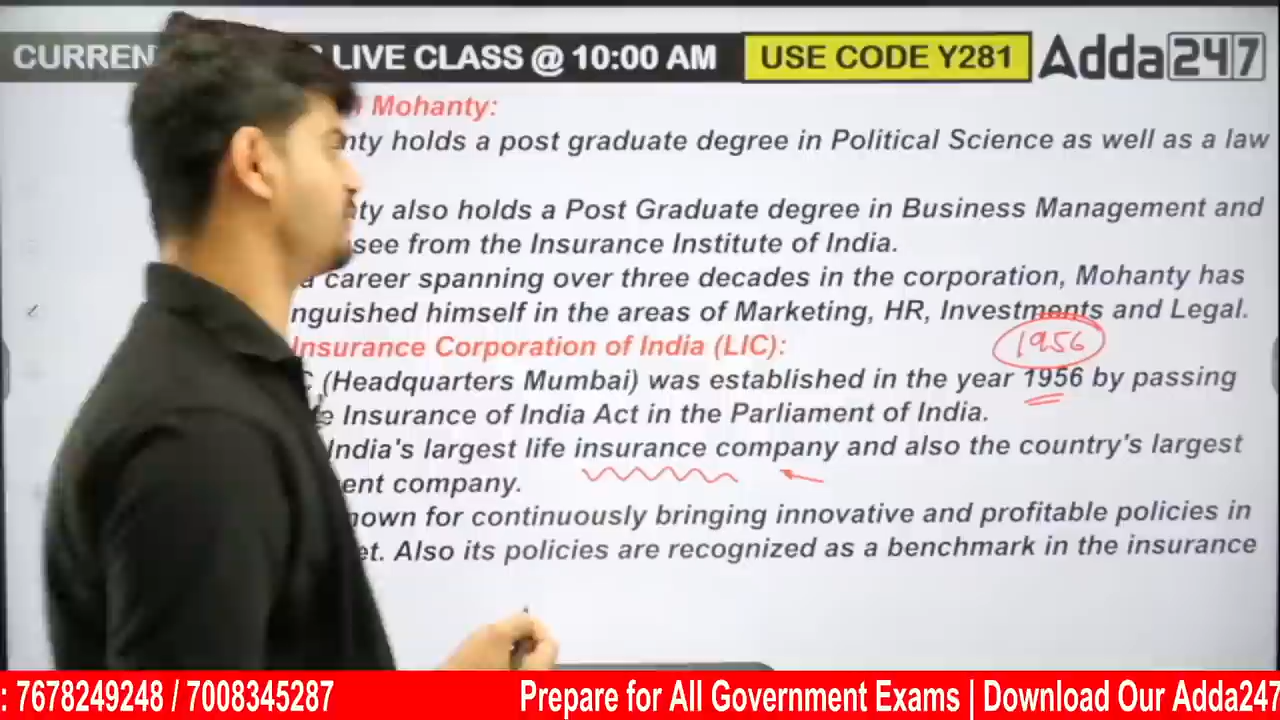 CURREN LIVE CLASS @ 10:00 AM USE CODE Y281 Adda247
Mohanty:
nty holds a post graduate degree in Political Science as well as a law
ty also holds a Post Graduate degree in Business Management and
see from the Insurance Institute of India.
a career spanning over three decades in the corporation, Mohanty has
nguished himself in the areas of Marketing, HR, Investments and Legal.
1956
Insurance Corporation of India (LIC):
(Headquarters Mumbai) was established in the year 1956 by passing
e Insurance of India Act in the Parliament of India.
India's largest life insurance company and also the country's largest
ent company.
nown for continuously bringing innovative and profitable policies in
et. Also its policies are recognized as a benchmark in the insurance
: 7678249248 / 7008345287 Prepare for All Government Exams | Download Our Adda247